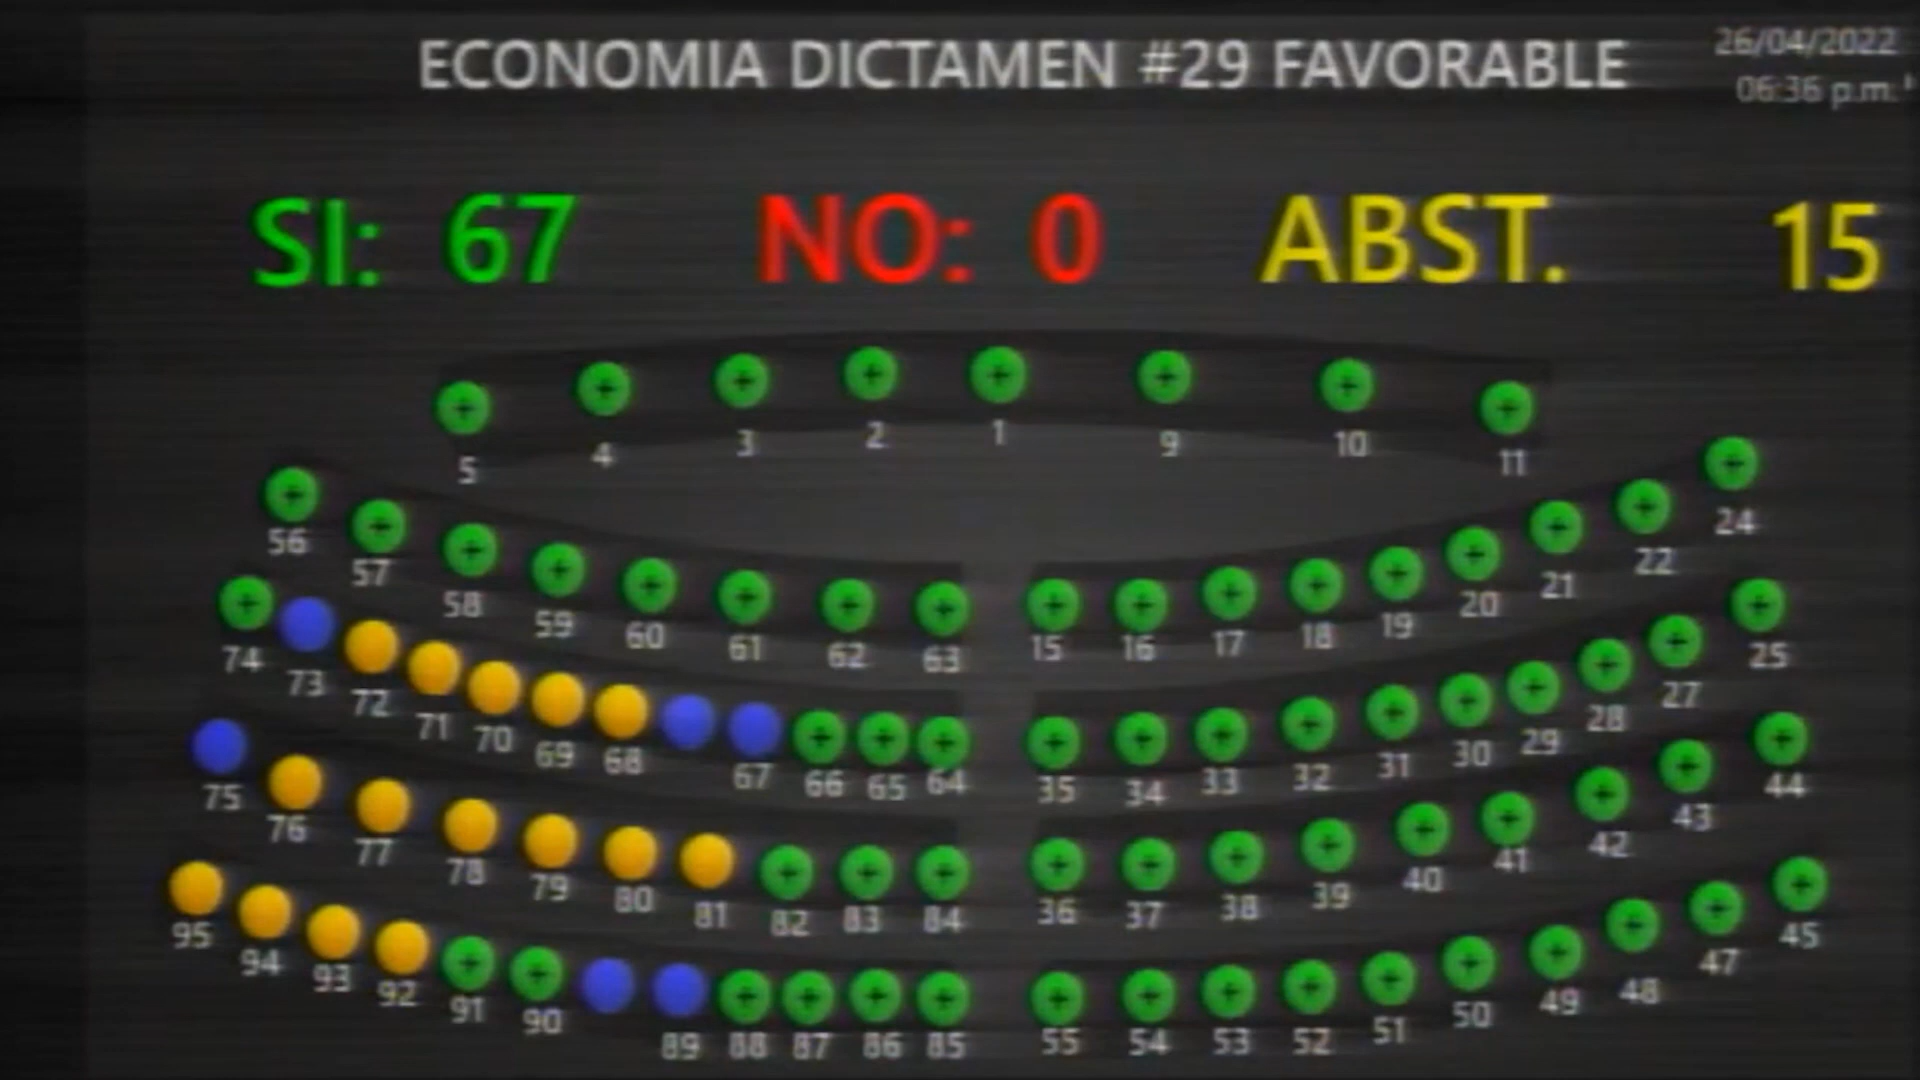 ECONOMIA DICTAMEN #29 FAVORABLE
26/04/2022
06:36 p.m.
SI: 67 NO: 0 ABST. 15
5 4 3 2 1 9 10 11
56 57 58 59 60 61 62 63 15 16 17 18 19 20 21 22 24
74 73 72 71 70 69 68 67 66 65 64 35 34 33 32 31 30 29 28 27 25
75 76 77 78 79 80 81 82 83 84 36 37 38 39 40 41 42 43 44
95 94 93 92 91 90 89 88 87 86 85 55 54 53 52 51 50 49 48 47 45